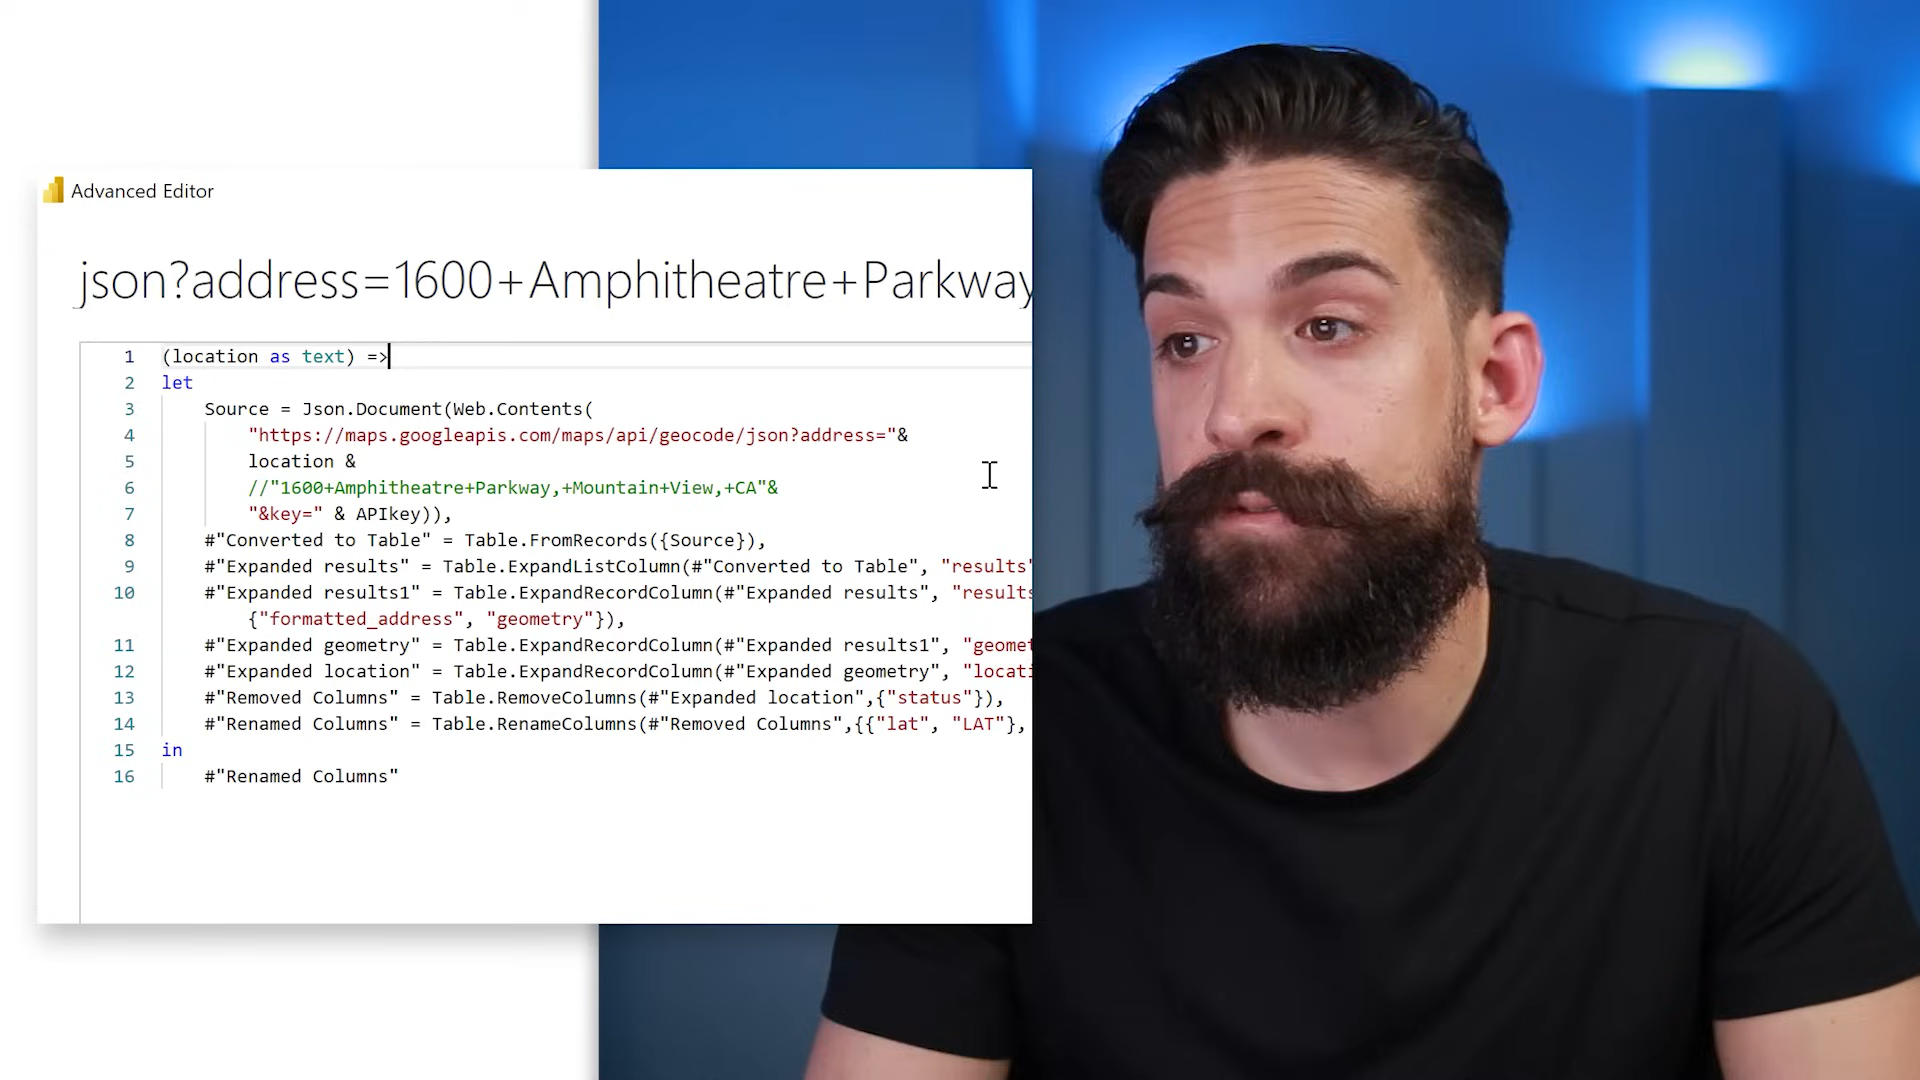 Advanced Editor
json?address=1600+Amphitheatre+Parkway
1 (location as text) =>
2 let
3 Source = Json.Document(Web.Contents(
4 "https://maps.googleapis.com/maps/api/geocode/json?address="&
5 location &
6 //"1600+Amphitheatre+Parkway,+Mountain+View,+CA"&
7 "&key=" & APIkey)),
8 #"Converted to Table" = Table.FromRecords({Source}),
9 #"Expanded results" = Table.ExpandListColumn(#"Converted to Table", "results"
10 #"Expanded results1" = Table.ExpandRecordColumn(#"Expanded results", "results
{"formatted_address", "geometry"}),
11 #"Expanded geometry" = Table.ExpandRecordColumn(#"Expanded results1", "geomet
12 #"Expanded location" = Table.ExpandRecordColumn(#"Expanded geometry", "locati
13 #"Removed Columns" = Table.RemoveColumns(#"Expanded location",{"status"}),
14 #"Renamed Columns" = Table.RenameColumns(#"Removed Columns",{{"lat", "LAT"},
15 in
16 #"Renamed Columns"